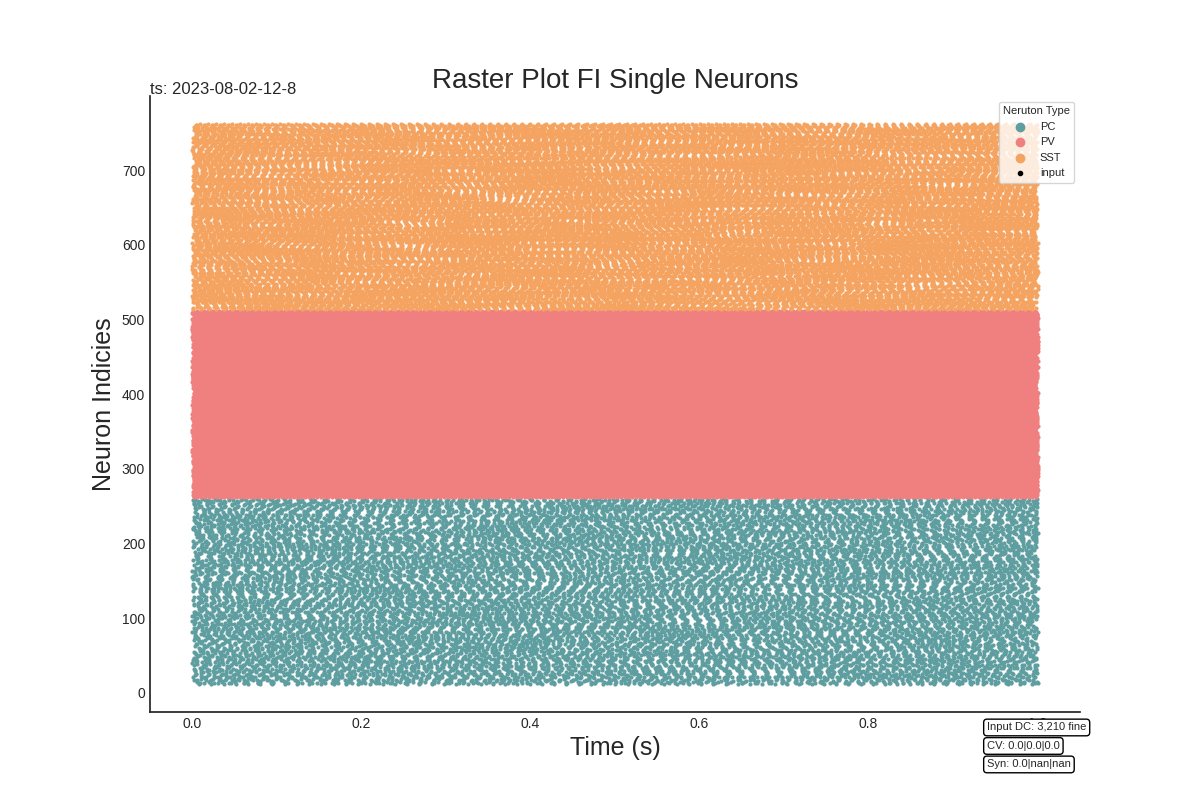 Raster Plot FI Single Neurons
ts: 2023-08-02-12-8
Neruton Type
PC
PV
SST
input
Neuron Indicies
700
600
500
400
300
200
100
0
0.0 0.2 0.4 0.6 0.8
Time (s)
Input DC: 3,210 fine
CV: 0.0|0.0|0.0
Syn: 0.0|nan|nan